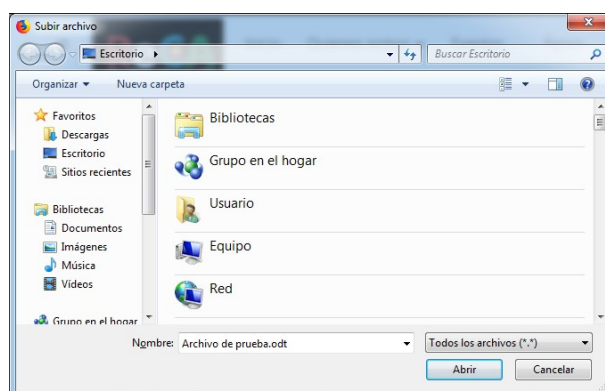 Subir archivo
Escritorio
Buscar Escritorio
Organizar
Nueva carpeta
Favoritos
Descargas
Escritorio
Sitios recientes
Bibliotecas
Documentos
Imágenes
Música
Vídeos
Grupo en el hogar
Bibliotecas
Grupo en el hogar
Usuario
Equipo
Red
Nombre: Archivo de prueba.odt
Todos los archivos (*.*)
Abrir
Cancelar